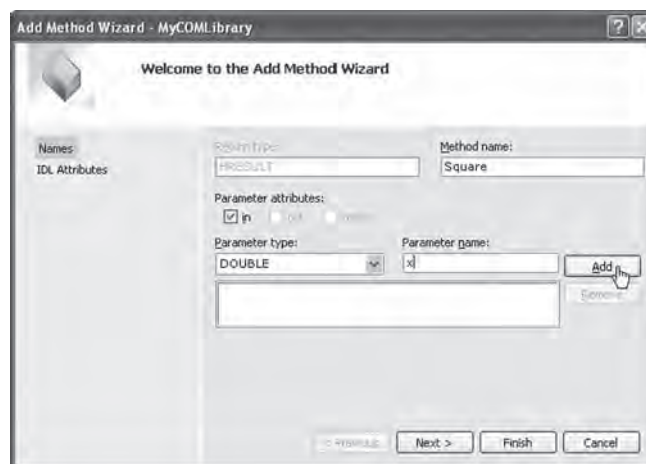 Add Method Wizard - MyCOMLibrary
Welcome to the Add Method Wizard
Names
IDL Attributes
Return type:
HRESULT
Method name:
Square
Parameter attributes:
in out retval
Parameter type:
DOUBLE
Parameter name:
x
Add
Remove
< Previous
Next >
Finish
Cancel